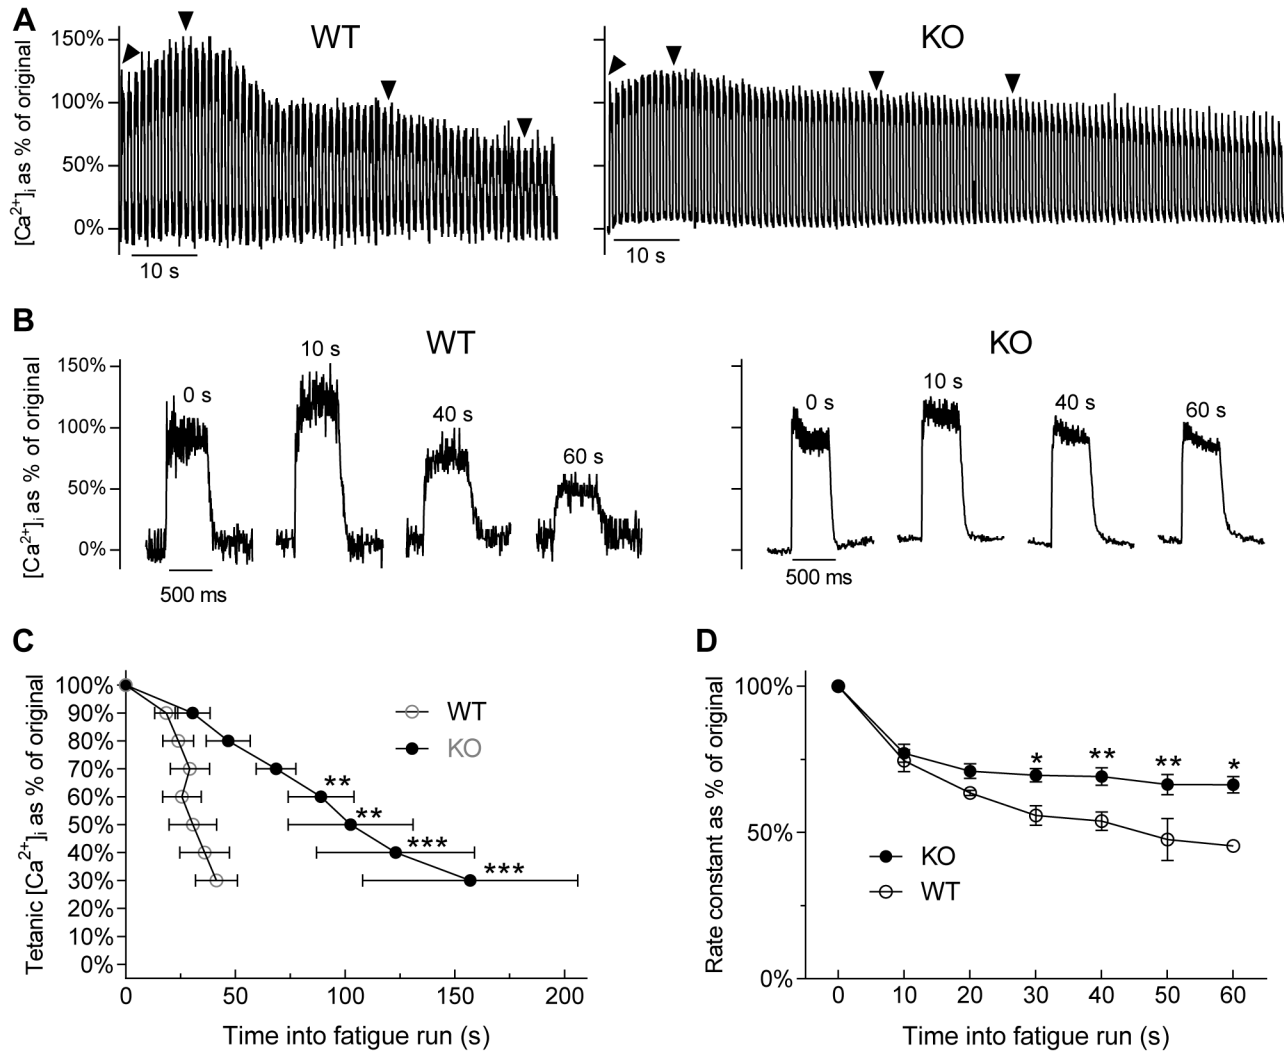 A
WT
KO
[Ca²⁺]ᵢ as % of original
150%
100%
50%
0%
10 s
10 s
B
WT
KO
[Ca²⁺]ᵢ as % of original
150%
100%
50%
0%
0 s
10 s
40 s
60 s
0 s
10 s
40 s
60 s
500 ms
500 ms
C
Tetanic [Ca²⁺]ᵢ as % of original
100%
90%
80%
70%
60%
50%
40%
30%
20%
10%
0%
WT
KO
**
**
***
***
0 50 100 150 200
Time into fatigue run (s)
D
Rate constant as % of original
100%
50%
0%
* ** ** *
KO
WT
0 10 20 30 40 50 60
Time into fatigue run (s)